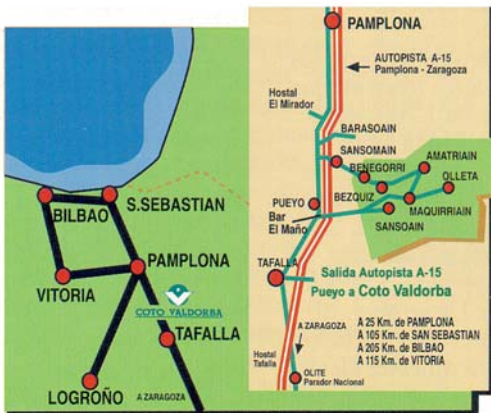 BILBAO
S.SEBASTIAN
VITORIA
PAMPLONA
COTO VALDORBA
TAFALLA
LOGROÑO
A ZARAGOZA
PAMPLONA
AUTOPISTA A-15
Pamplona - Zaragoza
Hostal
El Mirador
BARASOAIN
SANSOMAIN
BENEGORRI
AMATRIAIN
OLLETA
PUEYO
BEZQUIZ
MAQUIRRIAIN
Bar
El Maño
SANSOAIN
TAFALLA
Salida Autopista A-15
Pueyo a Coto Valdorba
A ZARAGOZA
A 25 Km. de PAMPLONA
A 105 Km. de SAN SEBASTIAN
A 205 Km. de BILBAO
A 115 Km. de VITORIA
Hostal
Tafalla
OLITE
Parador Nacional